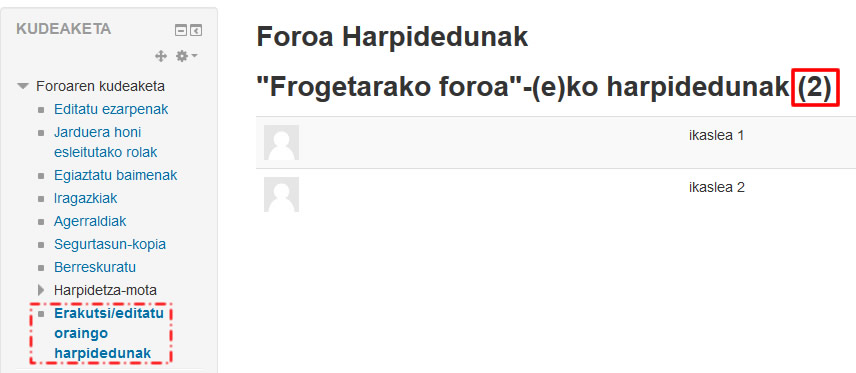 KUDEAKETA
Foroaren kudeaketa
Editatu ezarpenak
Jarduera honi
esleitutako rolak
Egiaztatu baimenak
Iragazkiak
Agerraldiak
Segurtasun-kopia
Berreskuratu
Harpidetza-mota
Erakutsi/editatu
oraingo
harpidedunak
Foroa Harpidedunak
"Frogetarako foroa"-(e)ko harpidedunak (2)
ikaslea 1
ikaslea 2